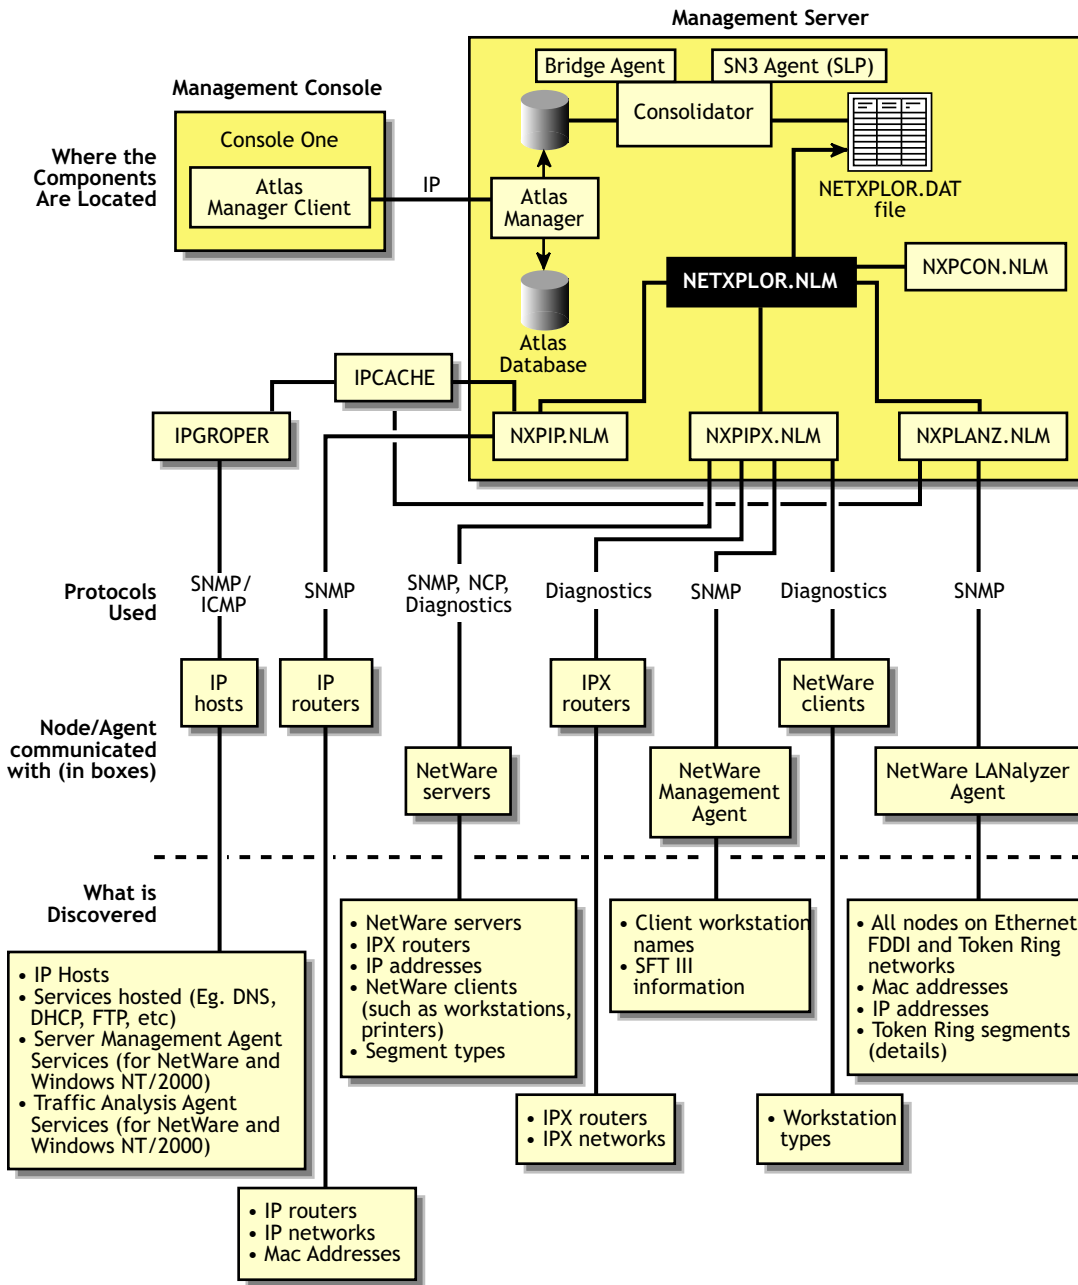 Management Server
Bridge Agent
SN3 Agent (SLP)
Consolidator
Management Console
Console One
Atlas
Manager Client
Where the
Components
Are Located
IP
Atlas
Manager
NETXPLOR.DAT
file
NETXPLOR.NLM
NXPCON.NLM
Atlas
Database
IPCACHE
IPGROPER
NXPIP.NLM
NXPIPX.NLM
NXPLANZ.NLM
Protocols
Used
SNMP/
ICMP
SNMP
SNMP, NCP,
Diagnostics
Diagnostics
SNMP
Diagnostics
SNMP
Node/Agent
communicated
with (in boxes)
IP
hosts
IP
routers
NetWare
servers
IPX
routers
NetWare
Management
Agent
NetWare
clients
NetWare LANalyzer
Agent
What is
Discovered
• IP Hosts
• Services hosted (Eg. DNS,
DHCP, FTP, etc)
• Server Management Agent
Services (for NetWare and
Windows NT/2000)
• Traffic Analysis Agent
Services (for NetWare and
Windows NT/2000)
• IP routers
• IP networks
• Mac Addresses
• NetWare servers
• IPX routers
• IP addresses
• NetWare clients
(such as workstations,
printers)
• Segment types
• IPX routers
• IPX networks
• Client workstation
names
• SFT III
information
• Workstation
types
• All nodes on Ethernet
FDDI and Token Ring
networks
• Mac addresses
• IP addresses
• Token Ring segments
(details)